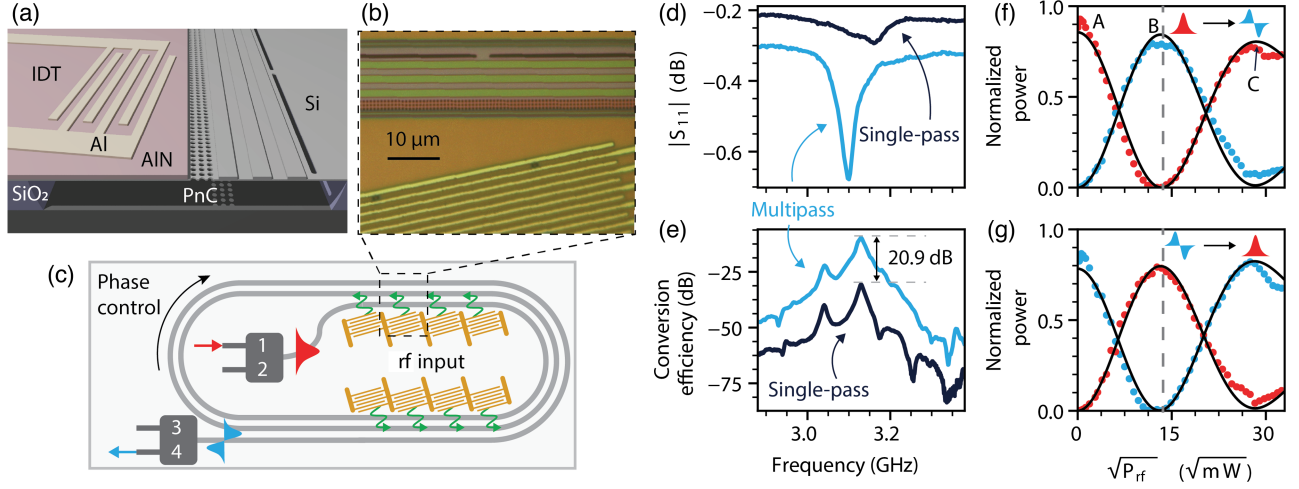 (a)
IDT
Al
AlN
Si
SiO₂
PnC
(b)
10 μm
(c)
Phase
control
1
2
rf input
3
4
(d)
−0.2
−0.4
−0.6
|S₁₁| (dB)
Single-pass
Multipass
(e)
−25
−50
−75
Conversion
efficiency (dB)
20.9 dB
Single-pass
3.0
3.2
Frequency (GHz)
(f)
1.0
0.5
0.0
Normalized
power
A
B
C
(g)
1.0
0.5
0.0
Normalized
power
0
15
30
√P_rf (√mW)